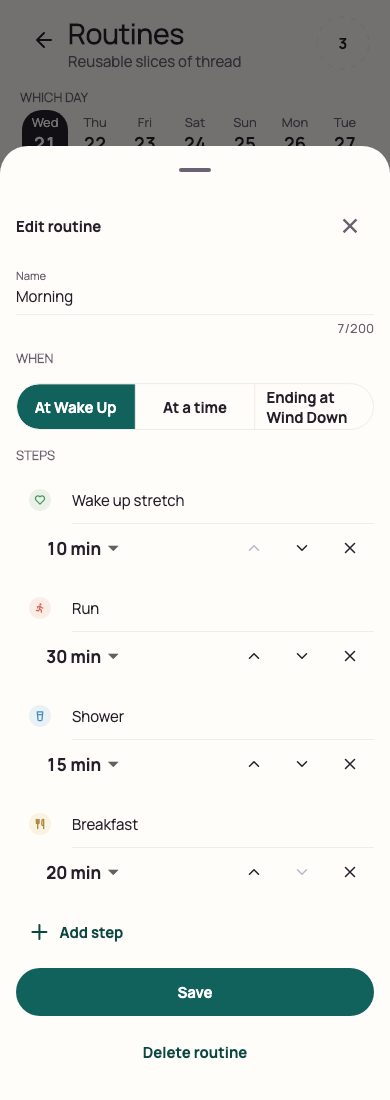 Routines
Reusable slices of thread
3
WHICH DAY
Wed Thu Fri Sat Sun Mon Tue
21 22 23 24 25 26 27
Edit routine
Name
Morning
7/200
WHEN
At Wake Up
At a time
Ending at
Wind Down
STEPS
Wake up stretch
10 min
Run
30 min
Shower
15 min
Breakfast
20 min
Add step
Save
Delete routine